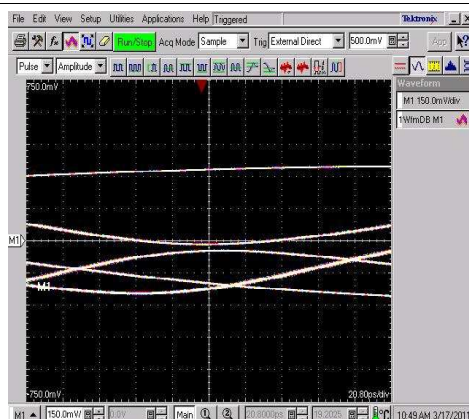 File Edit View Setup Utilities Applications Help Triggered
Tektronix
Run/Stop Acq Mode Sample Trig External Direct 500.0mV App
Pulse Amplitude
Waveform
M1 150.0mV/div
1WfmDB M1
750.0mV
M1
M1
-750.0mV
20.80ps/div
M1 150.0mV/ 0.0V Main 20.8000ps 19.2025 10:49 AM 3/17/2011